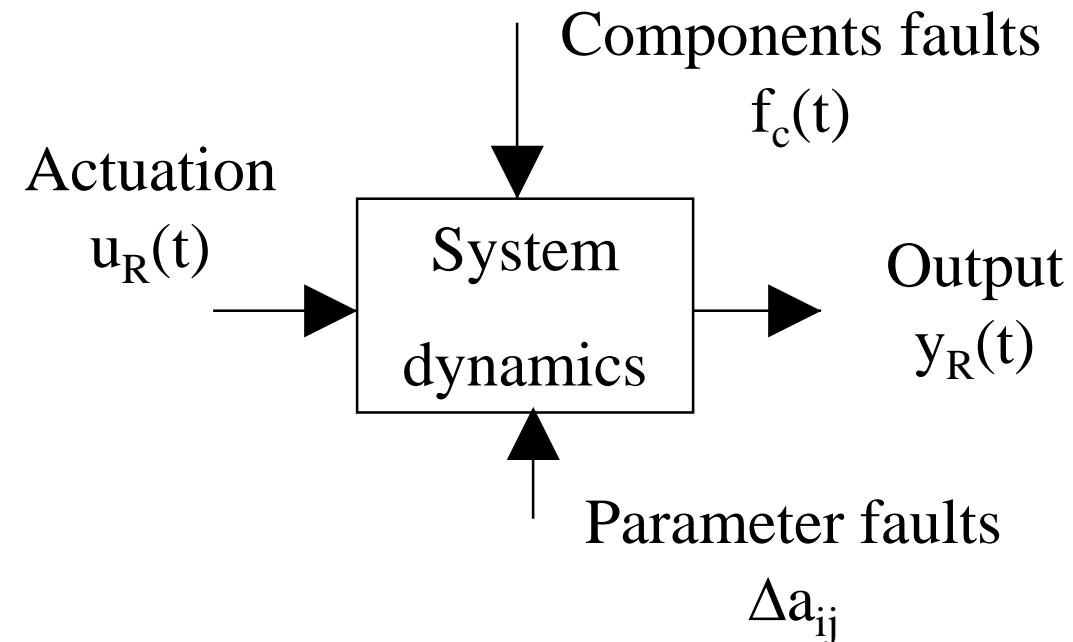 Components faults
f_c(t)
Actuation
u_R(t)
System
dynamics
Output
y_R(t)
Parameter faults
Δa_ij